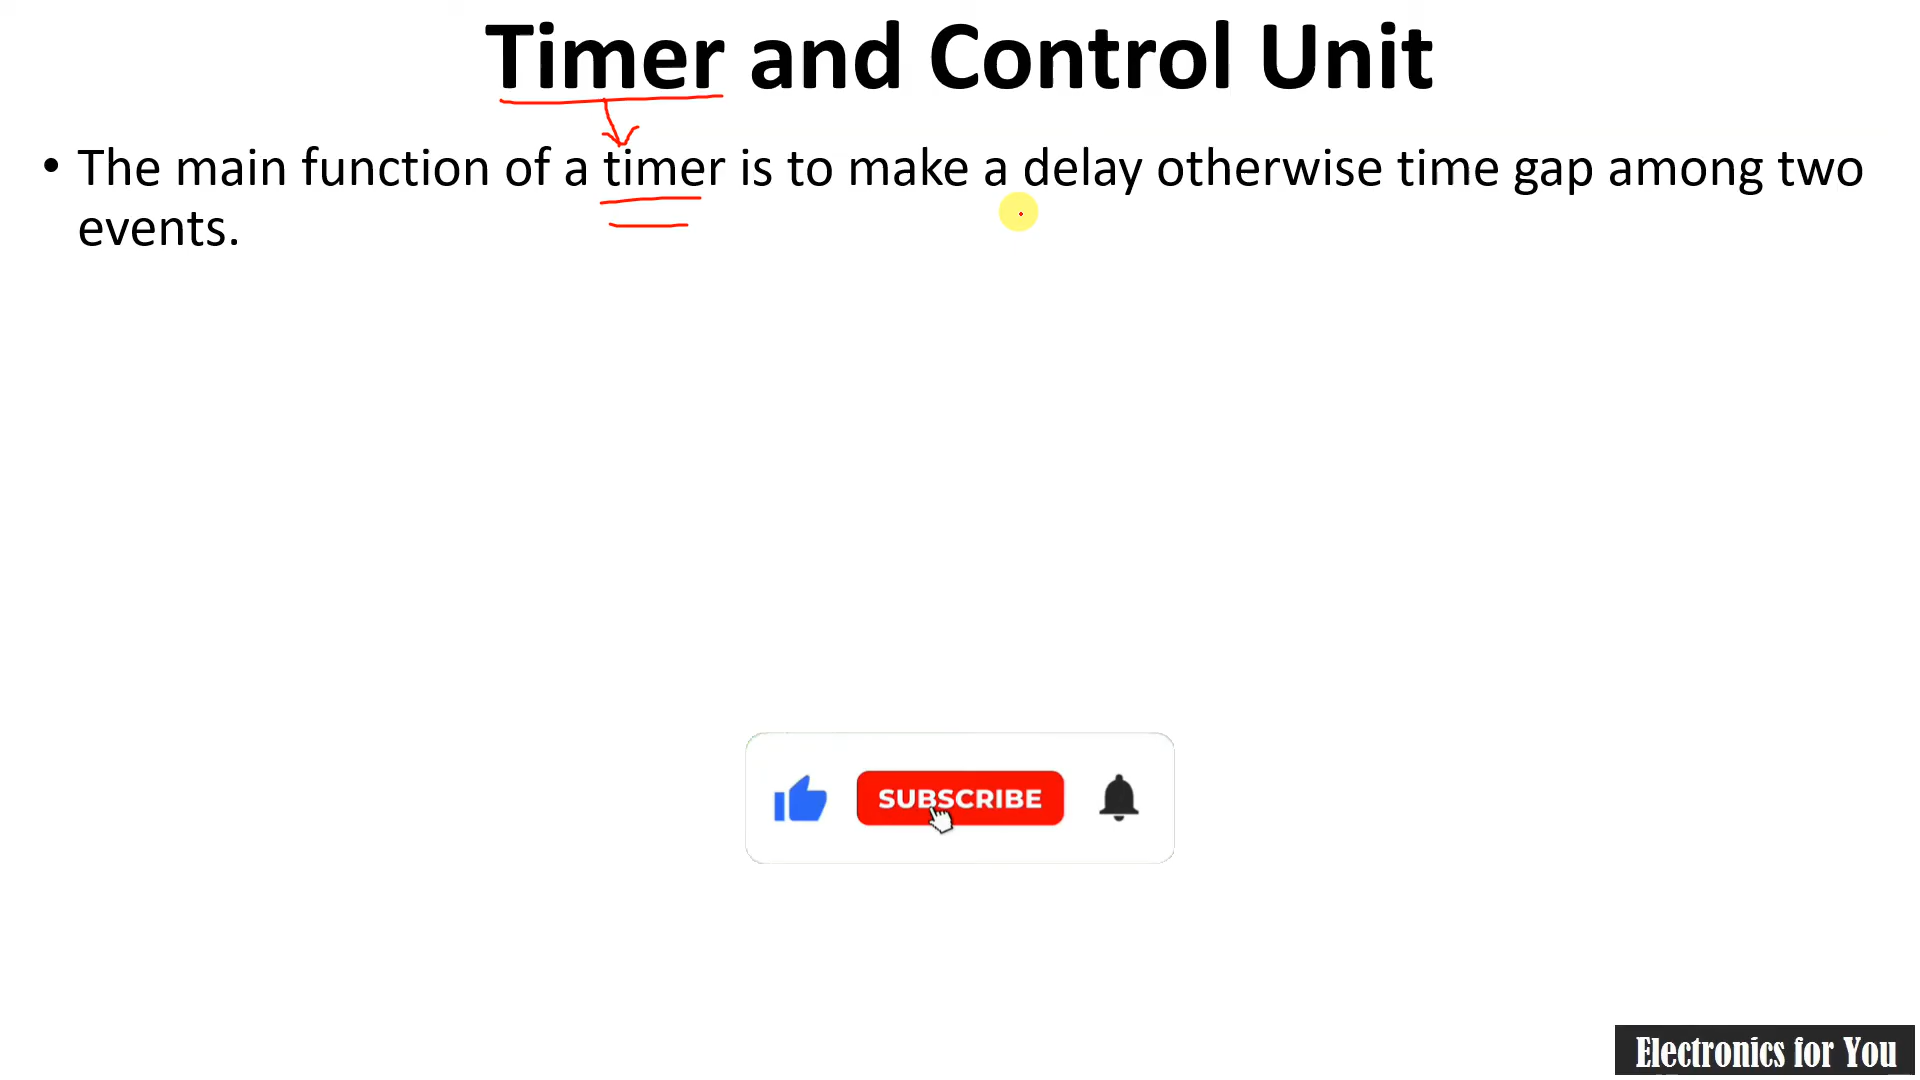 Timer and Control Unit
• The main function of a timer is to make a delay otherwise time gap among two
events.
SUBSCRIBE
Electronics for You